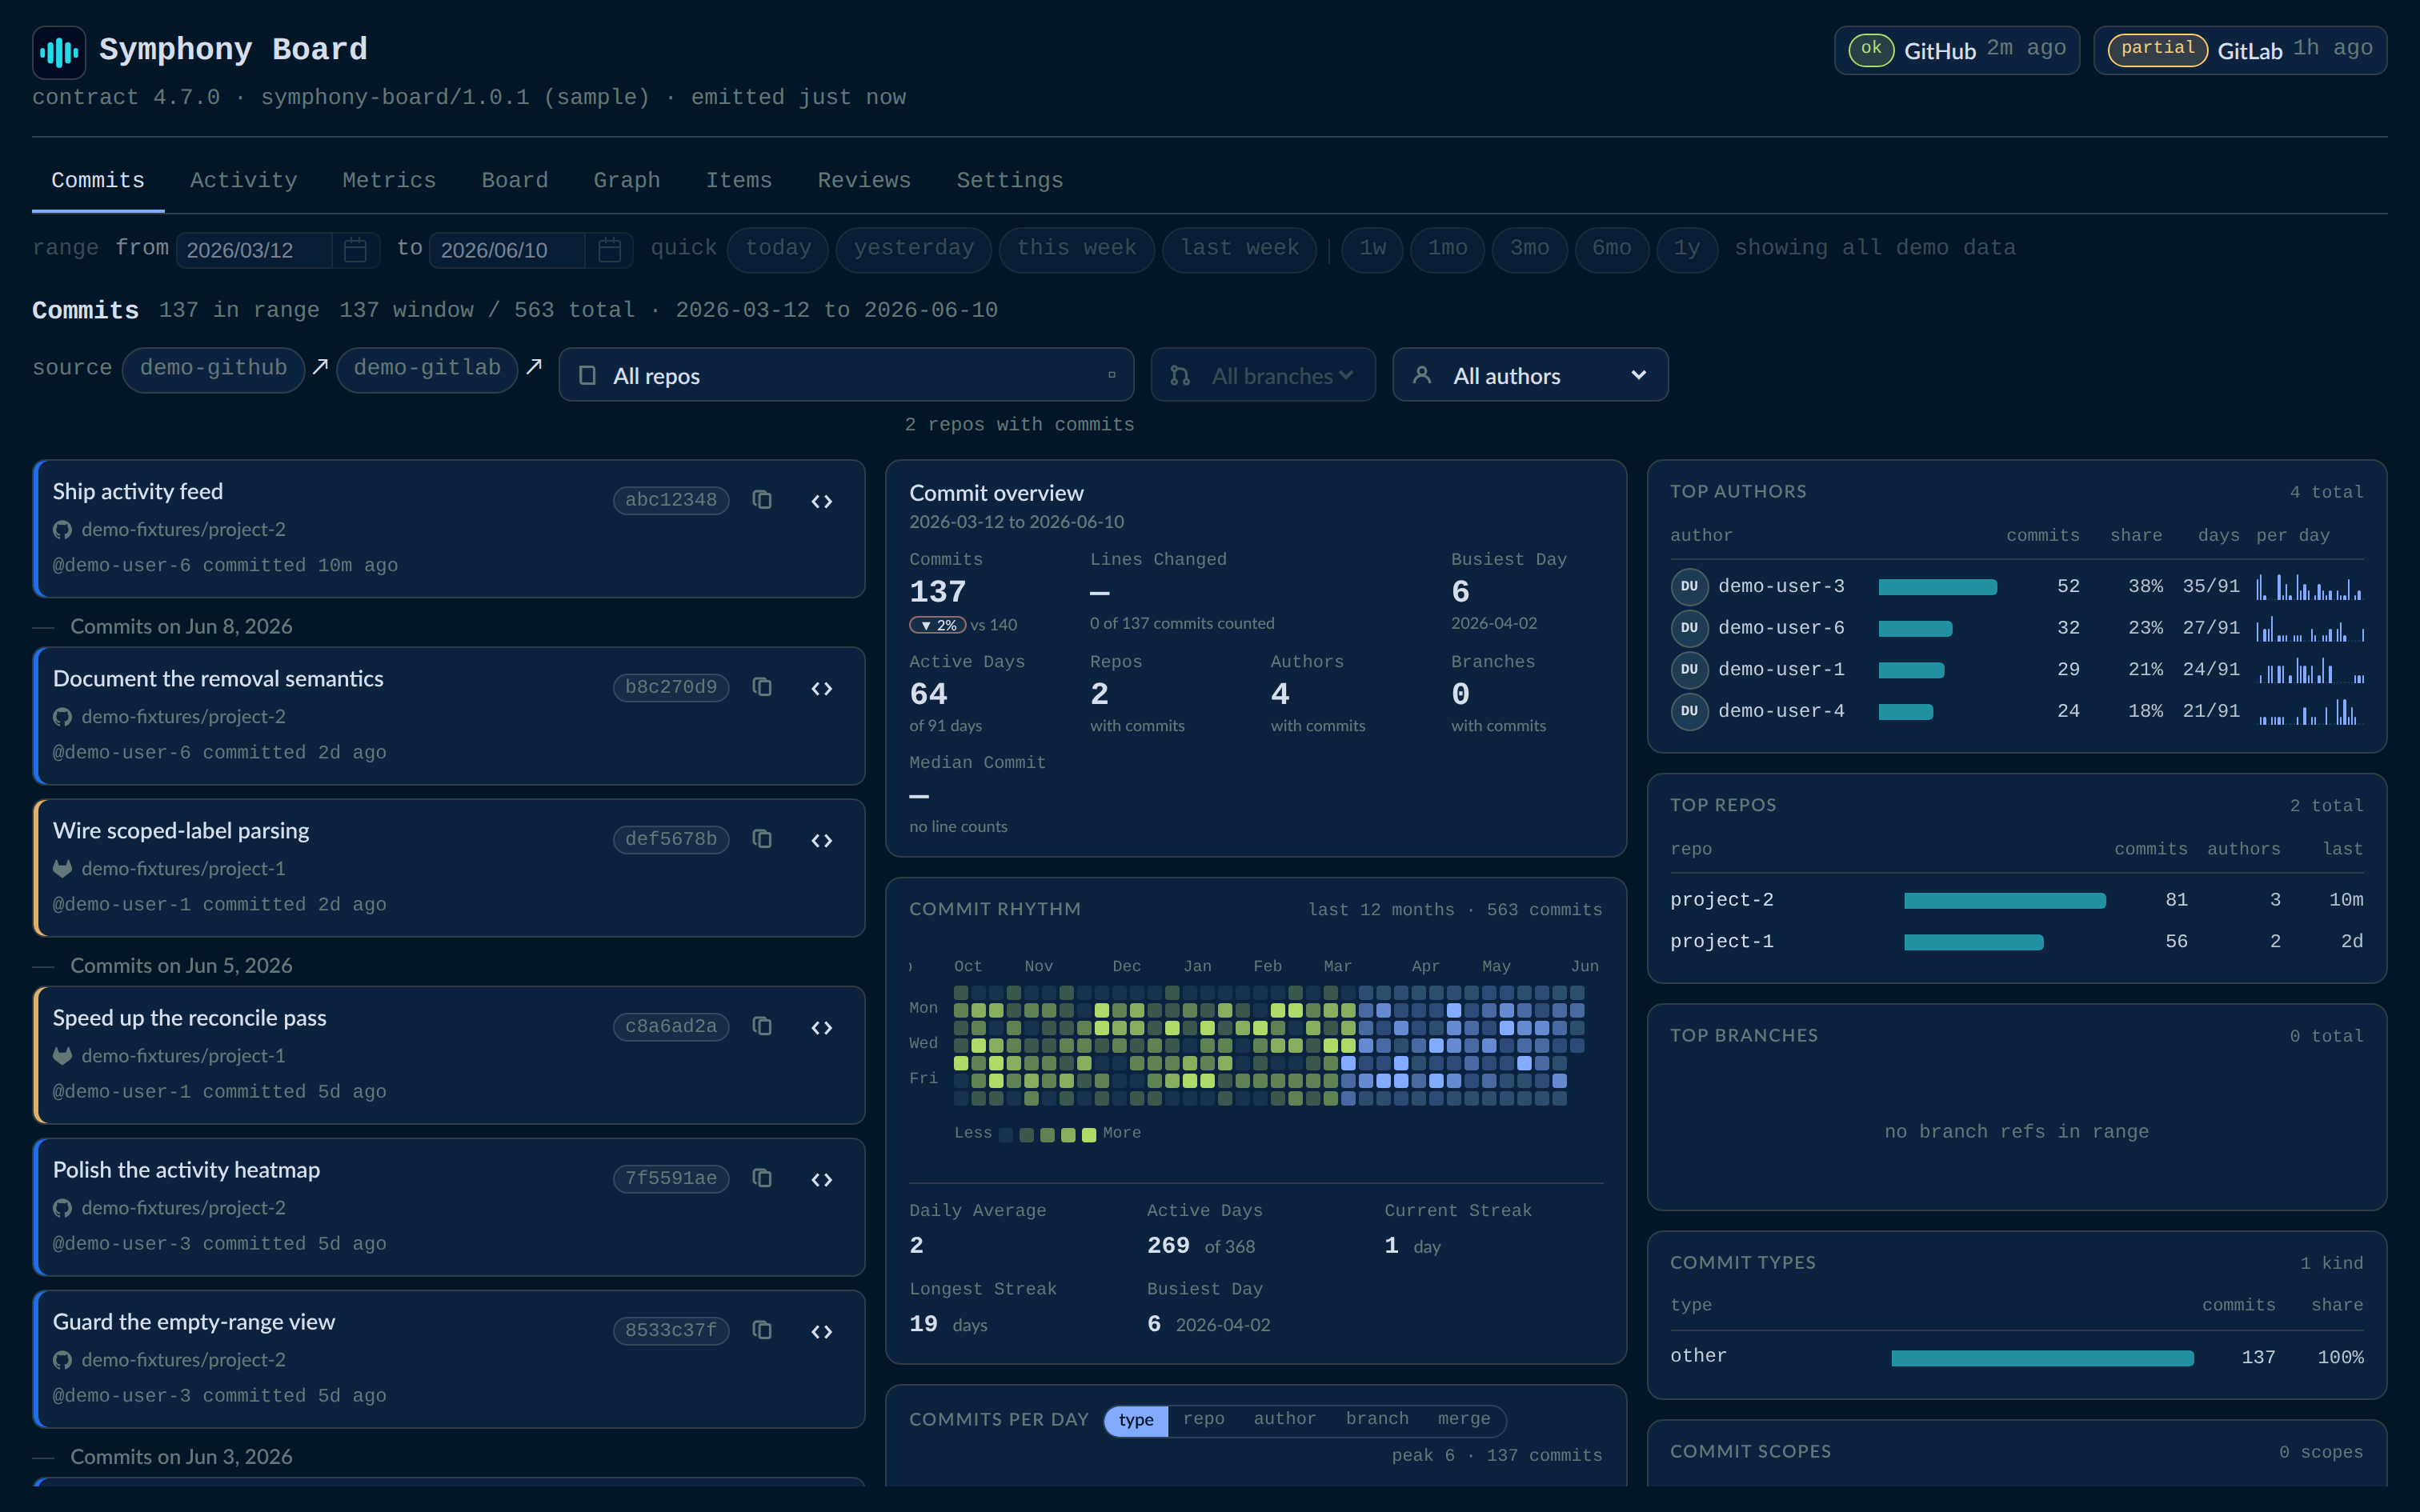 Symphony Board
ok GitHub 2m ago
partial GitLab 1h ago
contract 4.7.0 · symphony-board/1.0.1 (sample) · emitted just now
Commits Activity Metrics Board Graph Items Reviews Settings
range from 2026/03/12 to 2026/06/10 quick today yesterday this week last week 1w 1mo 3mo 6mo 1y showing all demo data
Commits 137 in range 137 window / 563 total · 2026-03-12 to 2026-06-10
source demo-github ↗ demo-gitlab ↗ All repos All branches All authors
2 repos with commits
Ship activity feed
abc12348
demo-fixtures/project-2
@demo-user-6 committed 10m ago
Commits on Jun 8, 2026
Document the removal semantics
b8c270d9
demo-fixtures/project-2
@demo-user-6 committed 2d ago
Wire scoped-label parsing
def5678b
demo-fixtures/project-1
@demo-user-1 committed 2d ago
Commits on Jun 5, 2026
Speed up the reconcile pass
c8a6ad2a
demo-fixtures/project-1
@demo-user-1 committed 5d ago
Polish the activity heatmap
7f5591ae
demo-fixtures/project-2
@demo-user-3 committed 5d ago
Guard the empty-range view
8533c37f
demo-fixtures/project-2
@demo-user-3 committed 5d ago
Commits on Jun 3, 2026
Commit overview
2026-03-12 to 2026-06-10
Commits Lines Changed Busiest Day
137 — 6
▼ 2% vs 140 0 of 137 commits counted 2026-04-02
Active Days Repos Authors Branches
64 2 4 0
of 91 days with commits with commits with commits
Median Commit
—
no line counts
COMMIT RHYTHM last 12 months · 563 commits
Oct Nov Dec Jan Feb Mar Apr May Jun
Mon
Wed
Fri
Less More
Daily Average Active Days Current Streak
2 269 of 368 1 day
Longest Streak Busiest Day
19 days 6 2026-04-02
COMMITS PER DAY type repo author branch merge
peak 6 · 137 commits
TOP AUTHORS 4 total
author commits share days per day
DU demo-user-3 52 38% 35/91
DU demo-user-6 32 23% 27/91
DU demo-user-1 29 21% 24/91
DU demo-user-4 24 18% 21/91
TOP REPOS 2 total
repo commits authors last
project-2 81 3 10m
project-1 56 2 2d
TOP BRANCHES 0 total
no branch refs in range
COMMIT TYPES 1 kind
type commits share
other 137 100%
COMMIT SCOPES 0 scopes